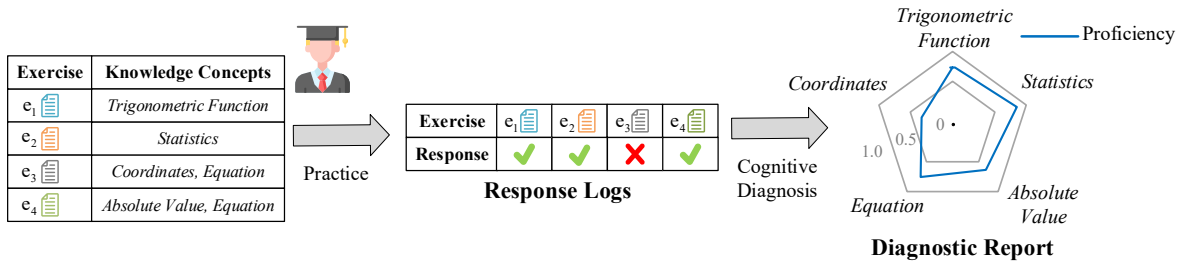 Exercise Knowledge Concepts
e1 Trigonometric Function
e2 Statistics
e3 Coordinates, Equation
e4 Absolute Value, Equation
Practice
Exercise e1 e2 e3 e4
Response
Response Logs
Cognitive
Diagnosis
Trigonometric
Function
Proficiency
Coordinates
Statistics
0
0.5
1.0
Equation
Absolute
Value
Diagnostic Report